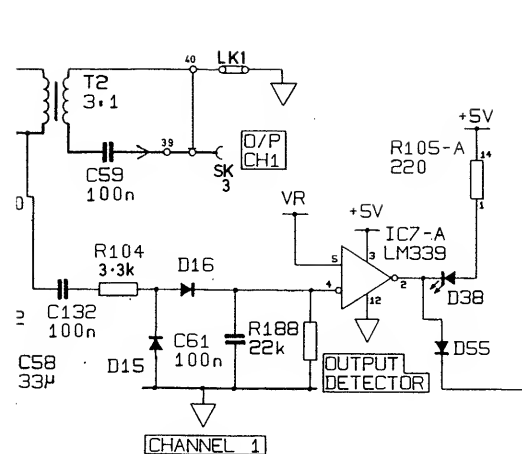 40
LK1
T2
3.1
+5V
39
O/P
CH1
R105-A
220
14
C59
100n
SK
3
VR
+5V
1
IC7-A
LM339
R104
3.3k
D16
5
3
4
2
12
D38
C132
100n
C61
100n
R188
22k
D15
D55
C58
33µ
OUTPUT
DETECTOR
CHANNEL 1